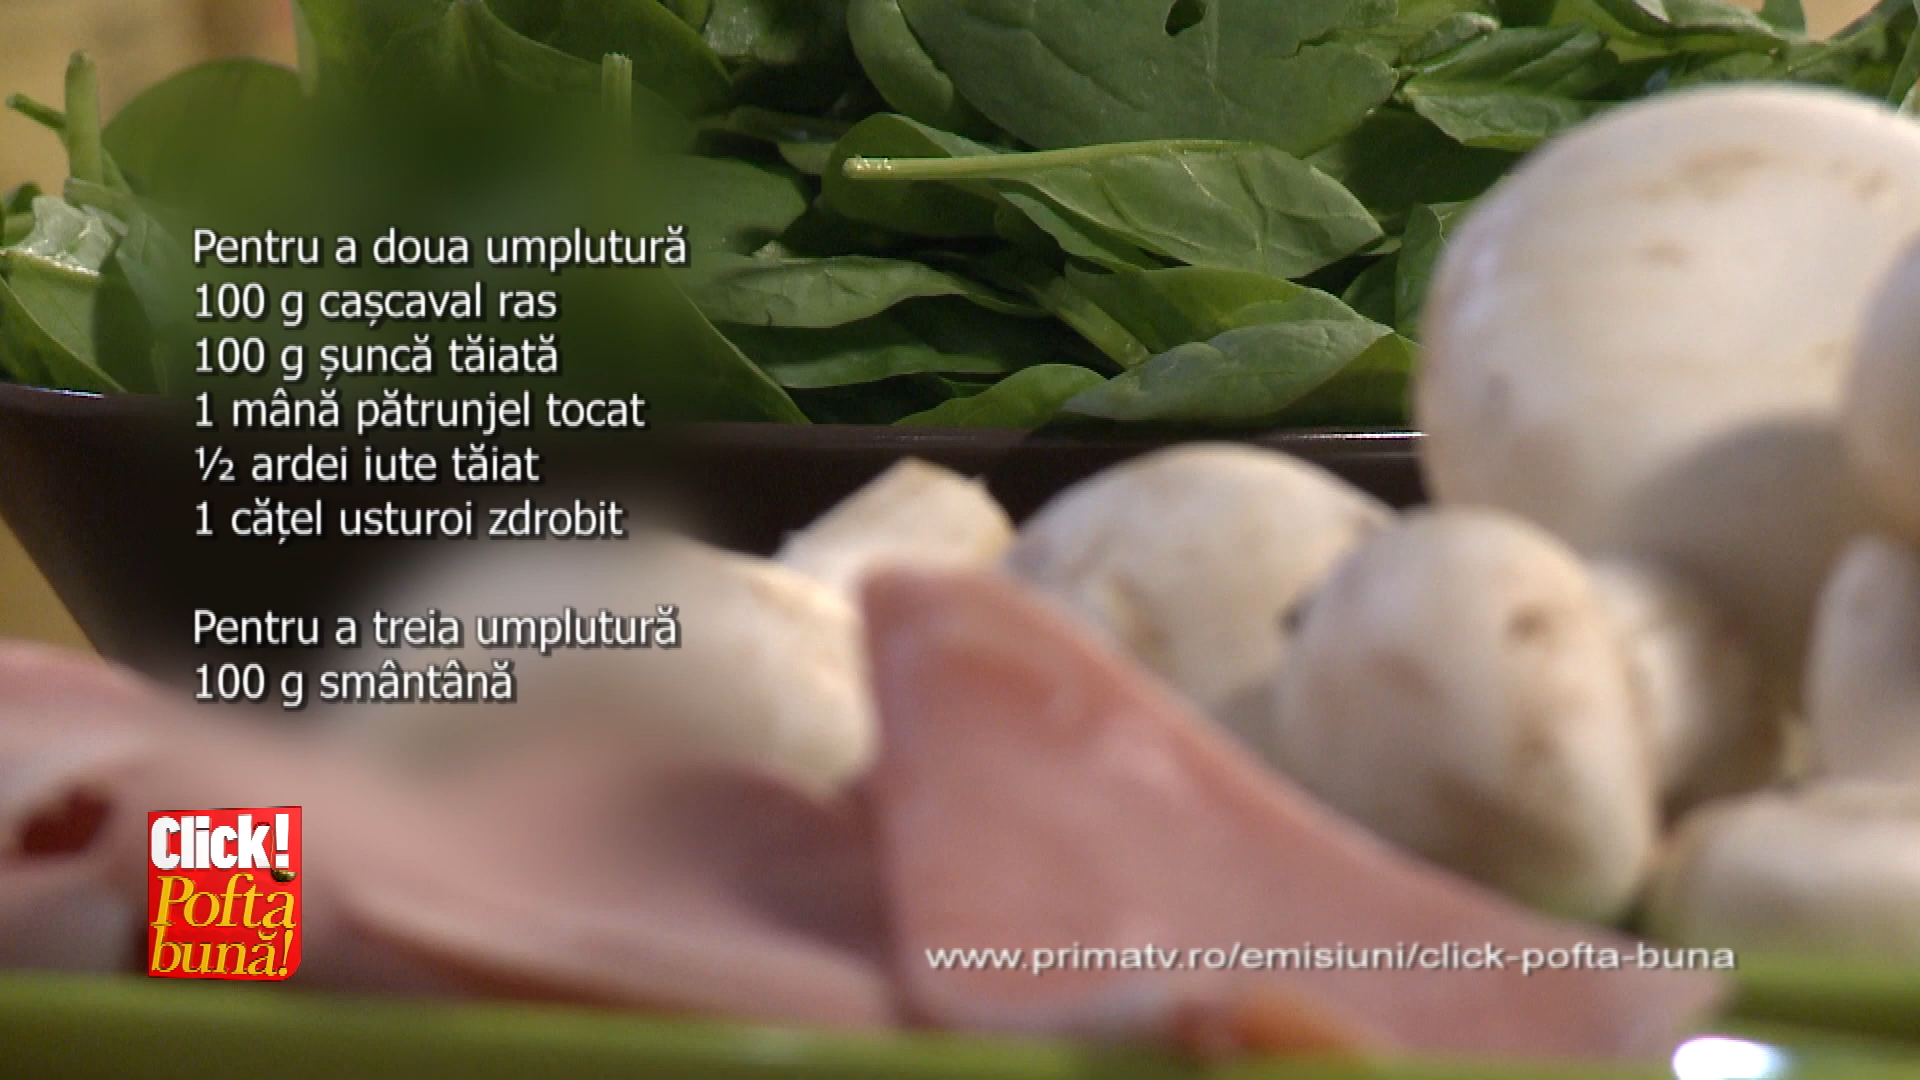 Pentru a doua umplutură
100 g cașcaval ras
100 g șuncă tăiată
1 mână pătrunjel tocat
½ ardei iute tăiat
1 cățel usturoi zdrobit
Pentru a treia umplutură
100 g smântână
Click!
Pofta
bună!
www.primatv.ro/emisiuni/click-pofta-buna